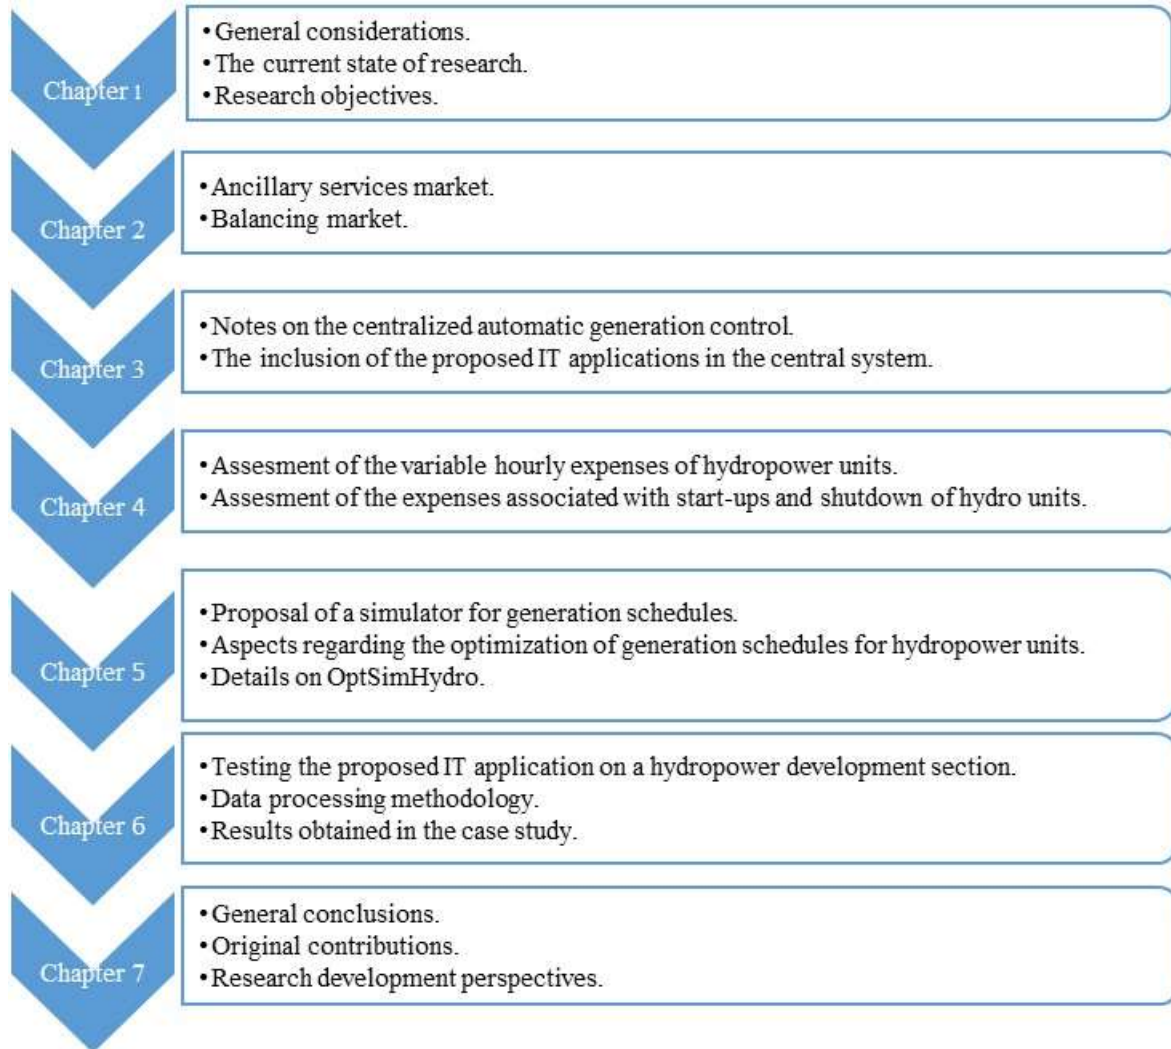 Chapter 1
•General considerations.
•The current state of research.
•Research objectives.
Chapter 2
•Ancillary services market.
•Balancing market.
Chapter 3
•Notes on the centralized automatic generation control.
•The inclusion of the proposed IT applications in the central system.
Chapter 4
•Assesment of the variable hourly expenses of hydropower units.
•Assesment of the expenses associated with start-ups and shutdown of hydro units.
Chapter 5
•Proposal of a simulator for generation schedules.
•Aspects regarding the optimization of generation schedules for hydropower units.
•Details on OptSimHydro.
Chapter 6
•Testing the proposed IT application on a hydropower development section.
•Data processing methodology.
•Results obtained in the case study.
Chapter 7
•General conclusions.
•Original contributions.
•Research development perspectives.